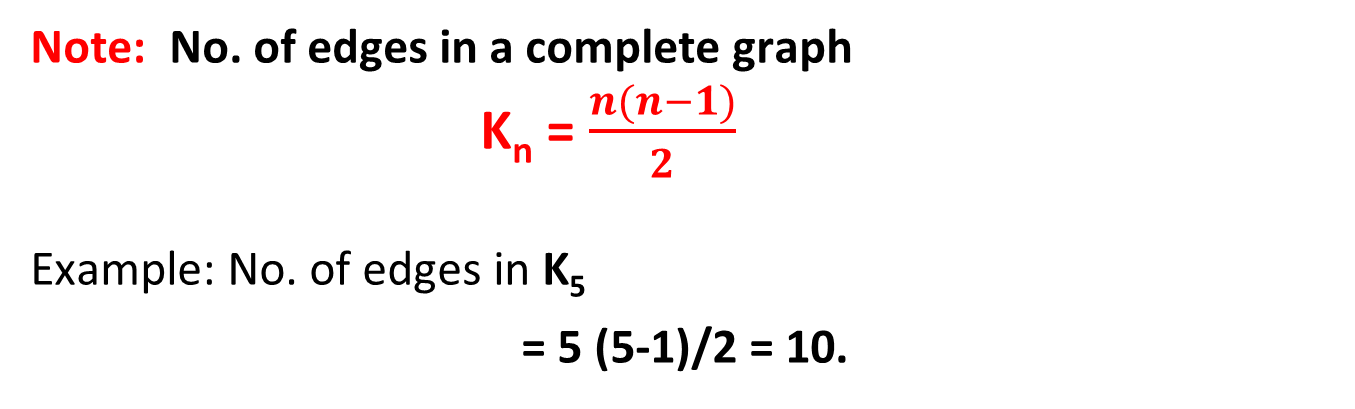 Note: No. of edges in a complete graph
Kₙ = n(n−1)/2
Example: No. of edges in K₅
= 5 (5-1)/2 = 10.